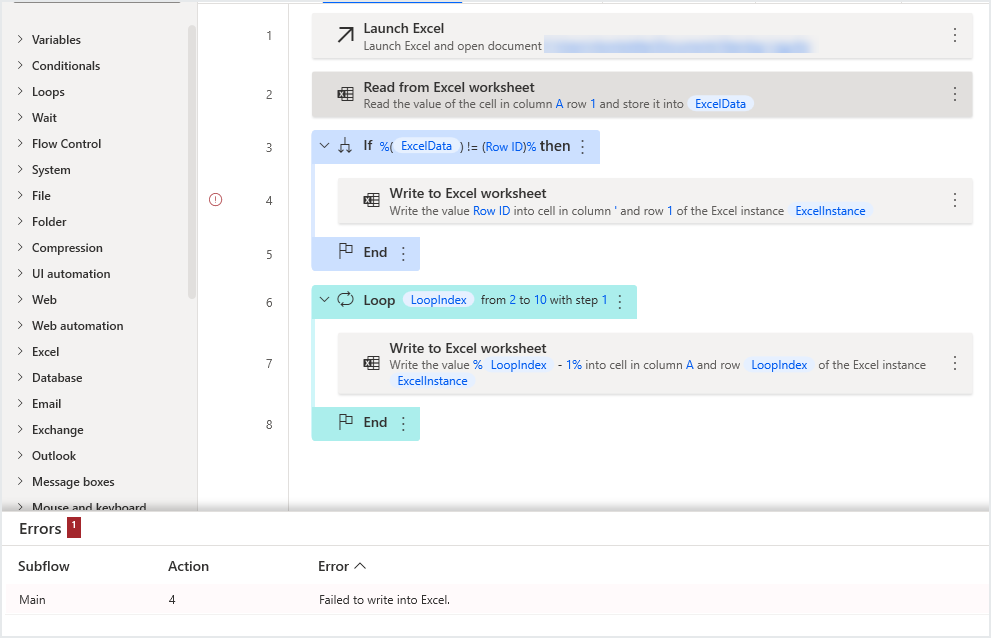 Variables
Conditionals
Loops
Wait
Flow Control
System
File
Folder
Compression
UI automation
Web
Web automation
Excel
Database
Email
Exchange
Outlook
Message boxes
Mouse and keyboard
1
Launch Excel
Launch Excel and open document
2
Read from Excel worksheet
Read the value of the cell in column A row 1 and store it into ExcelData
3
If %( ExcelData ) != (Row ID)% then
4
Write to Excel worksheet
Write the value Row ID into cell in column ' and row 1 of the Excel instance ExcelInstance
5
End
6
Loop LoopIndex from 2 to 10 with step 1
7
Write to Excel worksheet
Write the value % LoopIndex - 1% into cell in column A and row LoopIndex of the Excel instance
ExcelInstance
8
End
Errors 1
Subflow Action Error
Main 4 Failed to write into Excel.